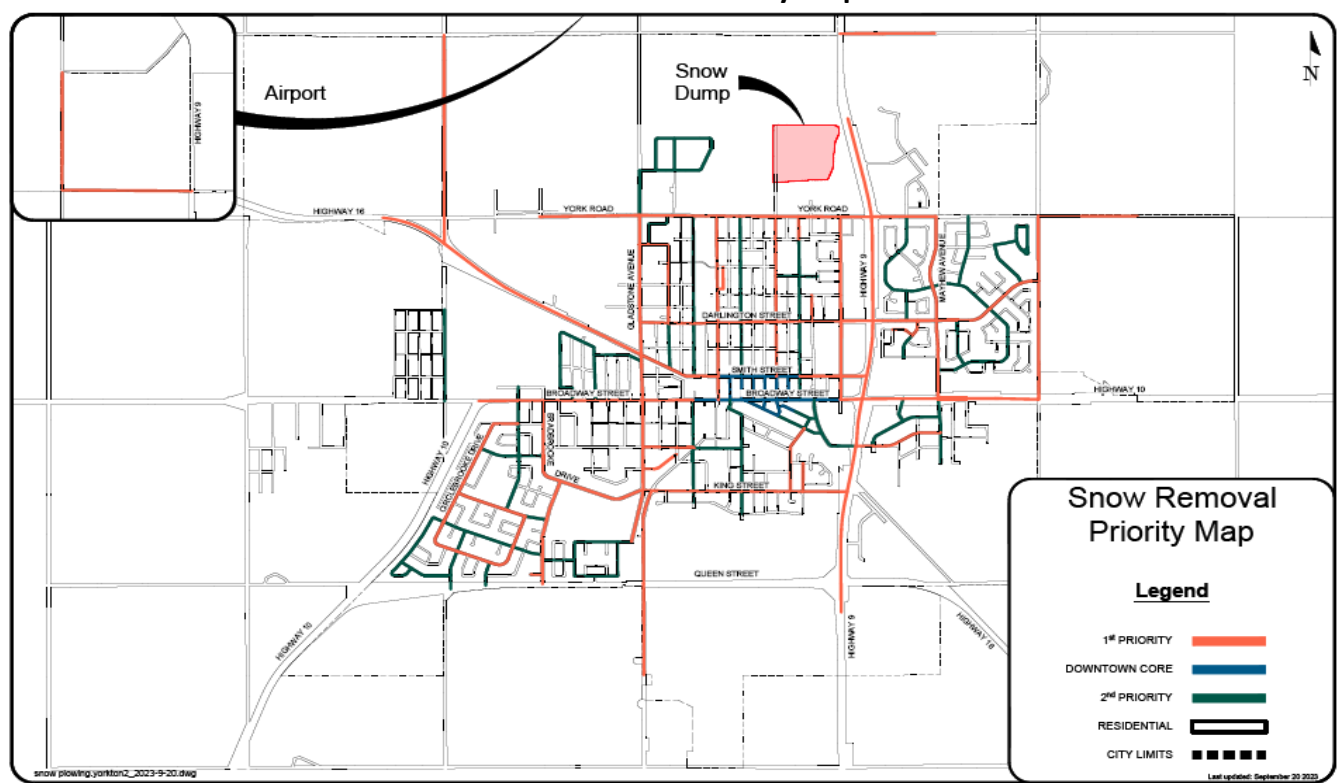 Airport
HIGHWAY 9
Snow
Dump
N
HIGHWAY 16
YORK ROAD
YORK ROAD
GLADSTONE AVENUE
HIGHWAY 9
MAYHEW AVENUE
DARLINGTON STREET
SMITH STREET
BROADWAY STREET
BROADWAY STREET
HIGHWAY 10
BRADBROOKE
DRIVE
HIGHWAY 10
CIRCLEBROOKE DRIVE
KING STREET
QUEEN STREET
HIGHWAY 10
HIGHWAY 9
HIGHWAY 16
Snow Removal
Priority Map
Legend
1st PRIORITY
DOWNTOWN CORE
2nd PRIORITY
RESIDENTIAL
CITY LIMITS
snow plowing.yorkton2_2023-9-20.dwg
Last updated: September 20 2023